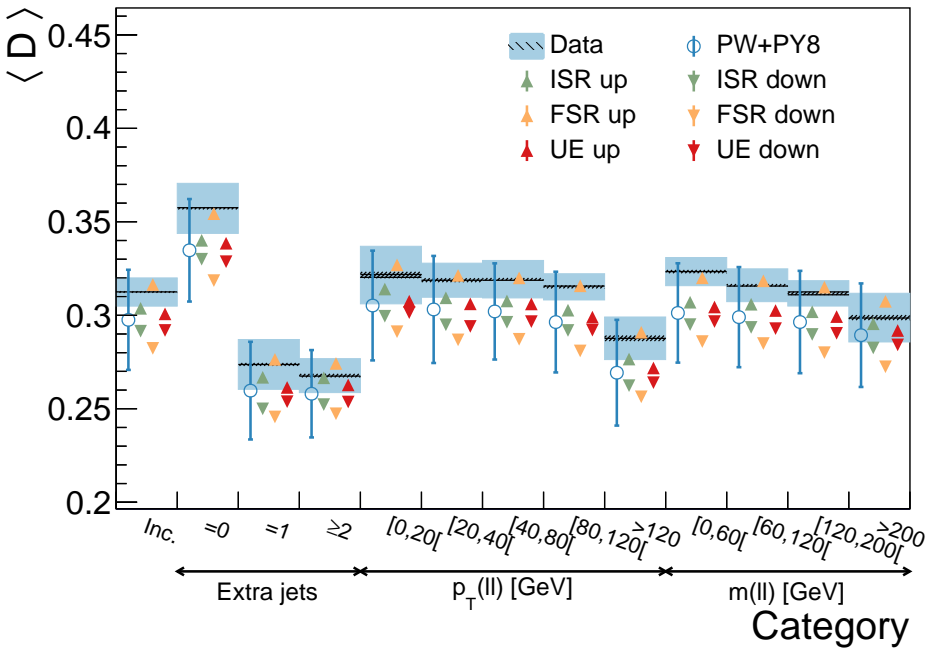 ⟨ D ⟩
0.45
0.4
0.35
0.3
0.25
0.2
Data
PW+PY8
ISR up
ISR down
FSR up
FSR down
UE up
UE down
Inc.
=0
=1
≥2
[0,20[
[20,40[
[40,80[
[80,120[
>120
[0,60[
[60,120[
[120,200[
>200
Extra jets
p_T(ll) [GeV]
m(ll) [GeV]
Category